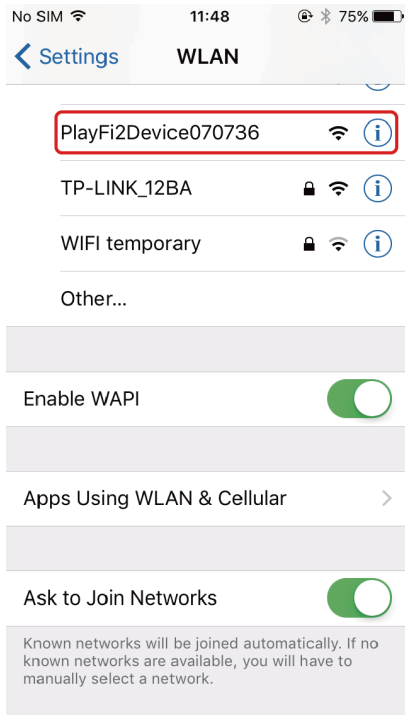 No SIM 11:48 75%
Settings WLAN
PlayFi2Device070736
TP-LINK_12BA
WIFI temporary
Other...
Enable WAPI
Apps Using WLAN & Cellular
Ask to Join Networks
Known networks will be joined automatically. If no
known networks are available, you will have to
manually select a network.